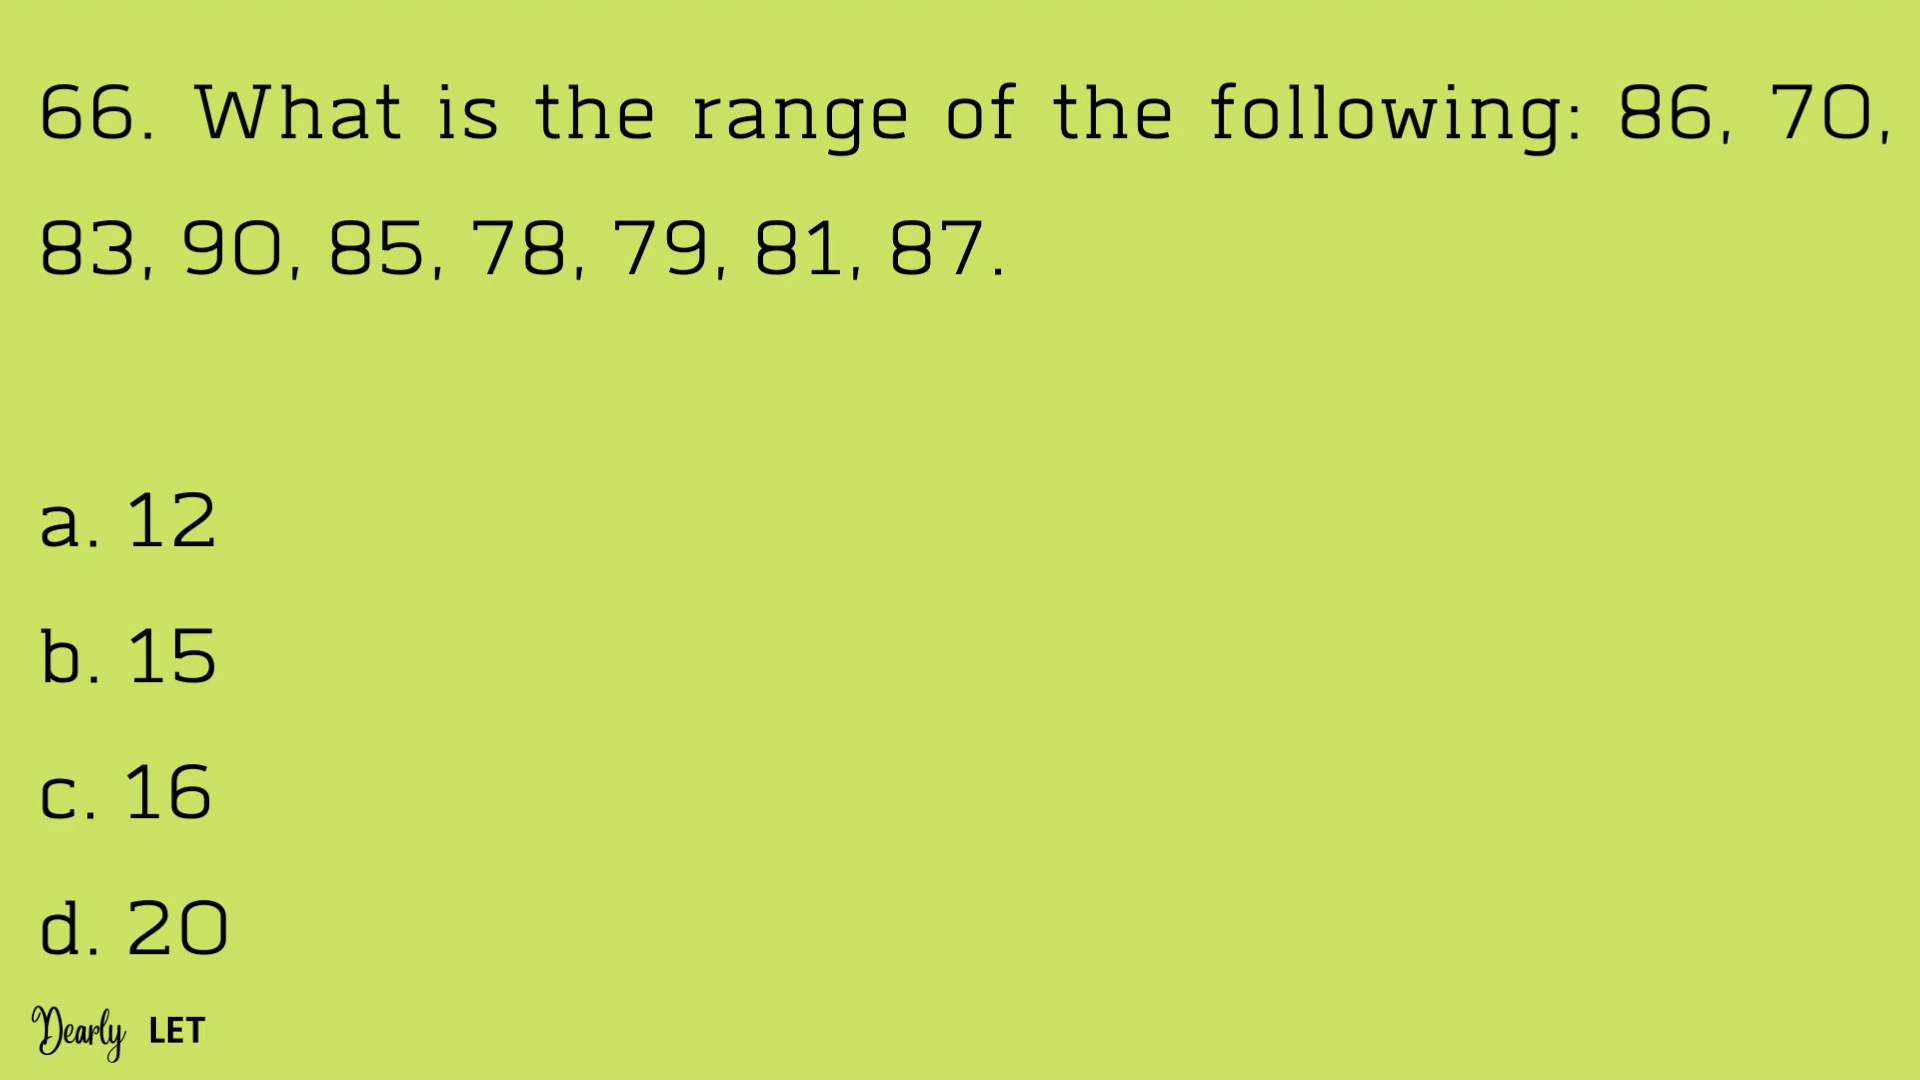 66. What is the range of the following: 86, 70,
83, 90, 85, 78, 79, 81, 87.
a. 12
b. 15
c. 16
d. 20
Dearly LET